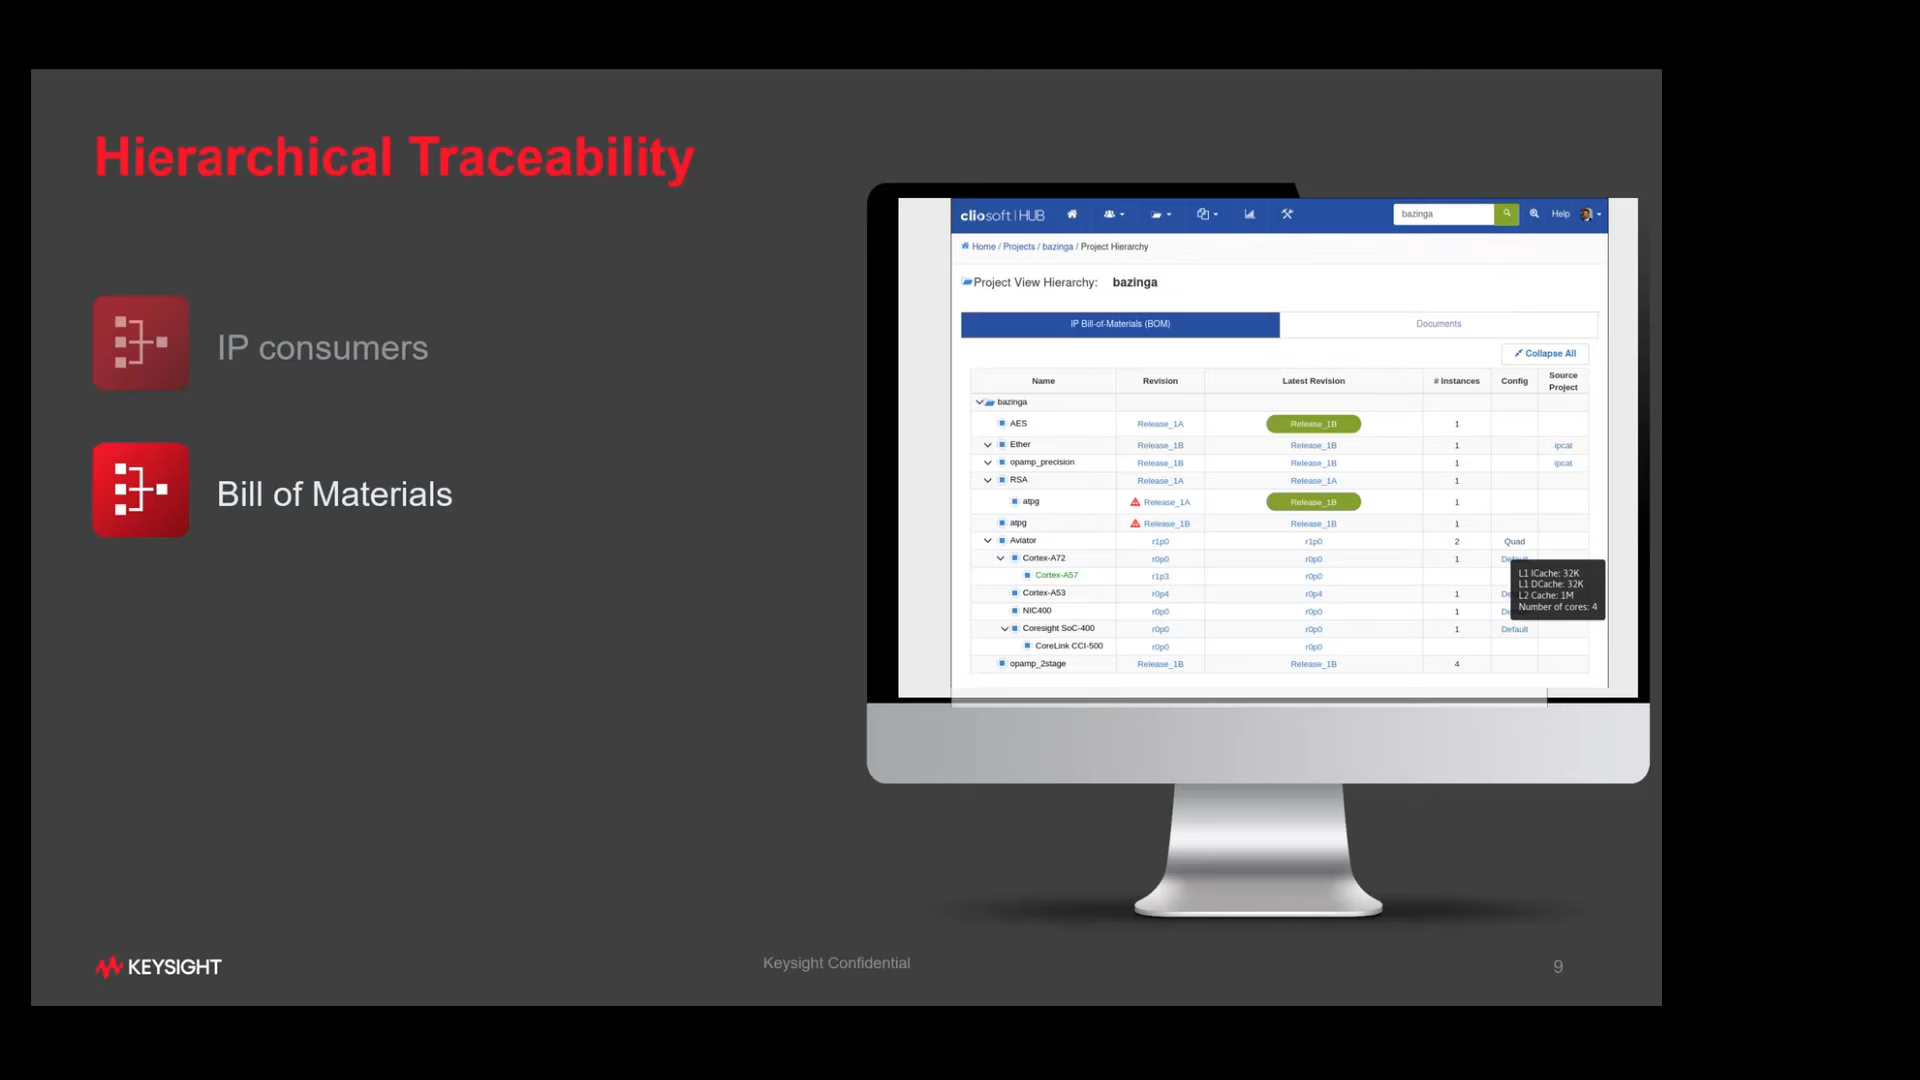 Hierarchical Traceability
IP consumers
Bill of Materials
cliosoft | HUB
bazinga
Help
Home / Projects / bazinga / Project Hierarchy
Project View Hierarchy: bazinga
IP Bill-of-Materials (BOM) Documents
Collapse All
Name Revision Latest Revision # Instances Config Source Project
bazinga
AES Release_1A Release_1B 1
Ether Release_1B Release_1B 1 ipcat
opamp_precision Release_1B Release_1B 1 ipcat
RSA Release_1A Release_1A 1
atpg Release_1A Release_1B 1
atpg Release_1B Release_1B 1
Aviator r1p0 r1p0 2 Quad
Cortex-A72 r0p0 r0p0 1
Cortex-A57 r1p3 r0p0
Cortex-A53 r0p4 r0p4 1
NIC400 r0p0 r0p0 1
Coresight SoC-400 r0p0 r0p0 1 Default
CoreLink CCI-500 r0p0 r0p0
opamp_2stage Release_1B Release_1B 4
L1 ICache: 32K
L1 DCache: 32K
L2 Cache: 1M
Number of cores: 4
KEYSIGHT
Keysight Confidential
9